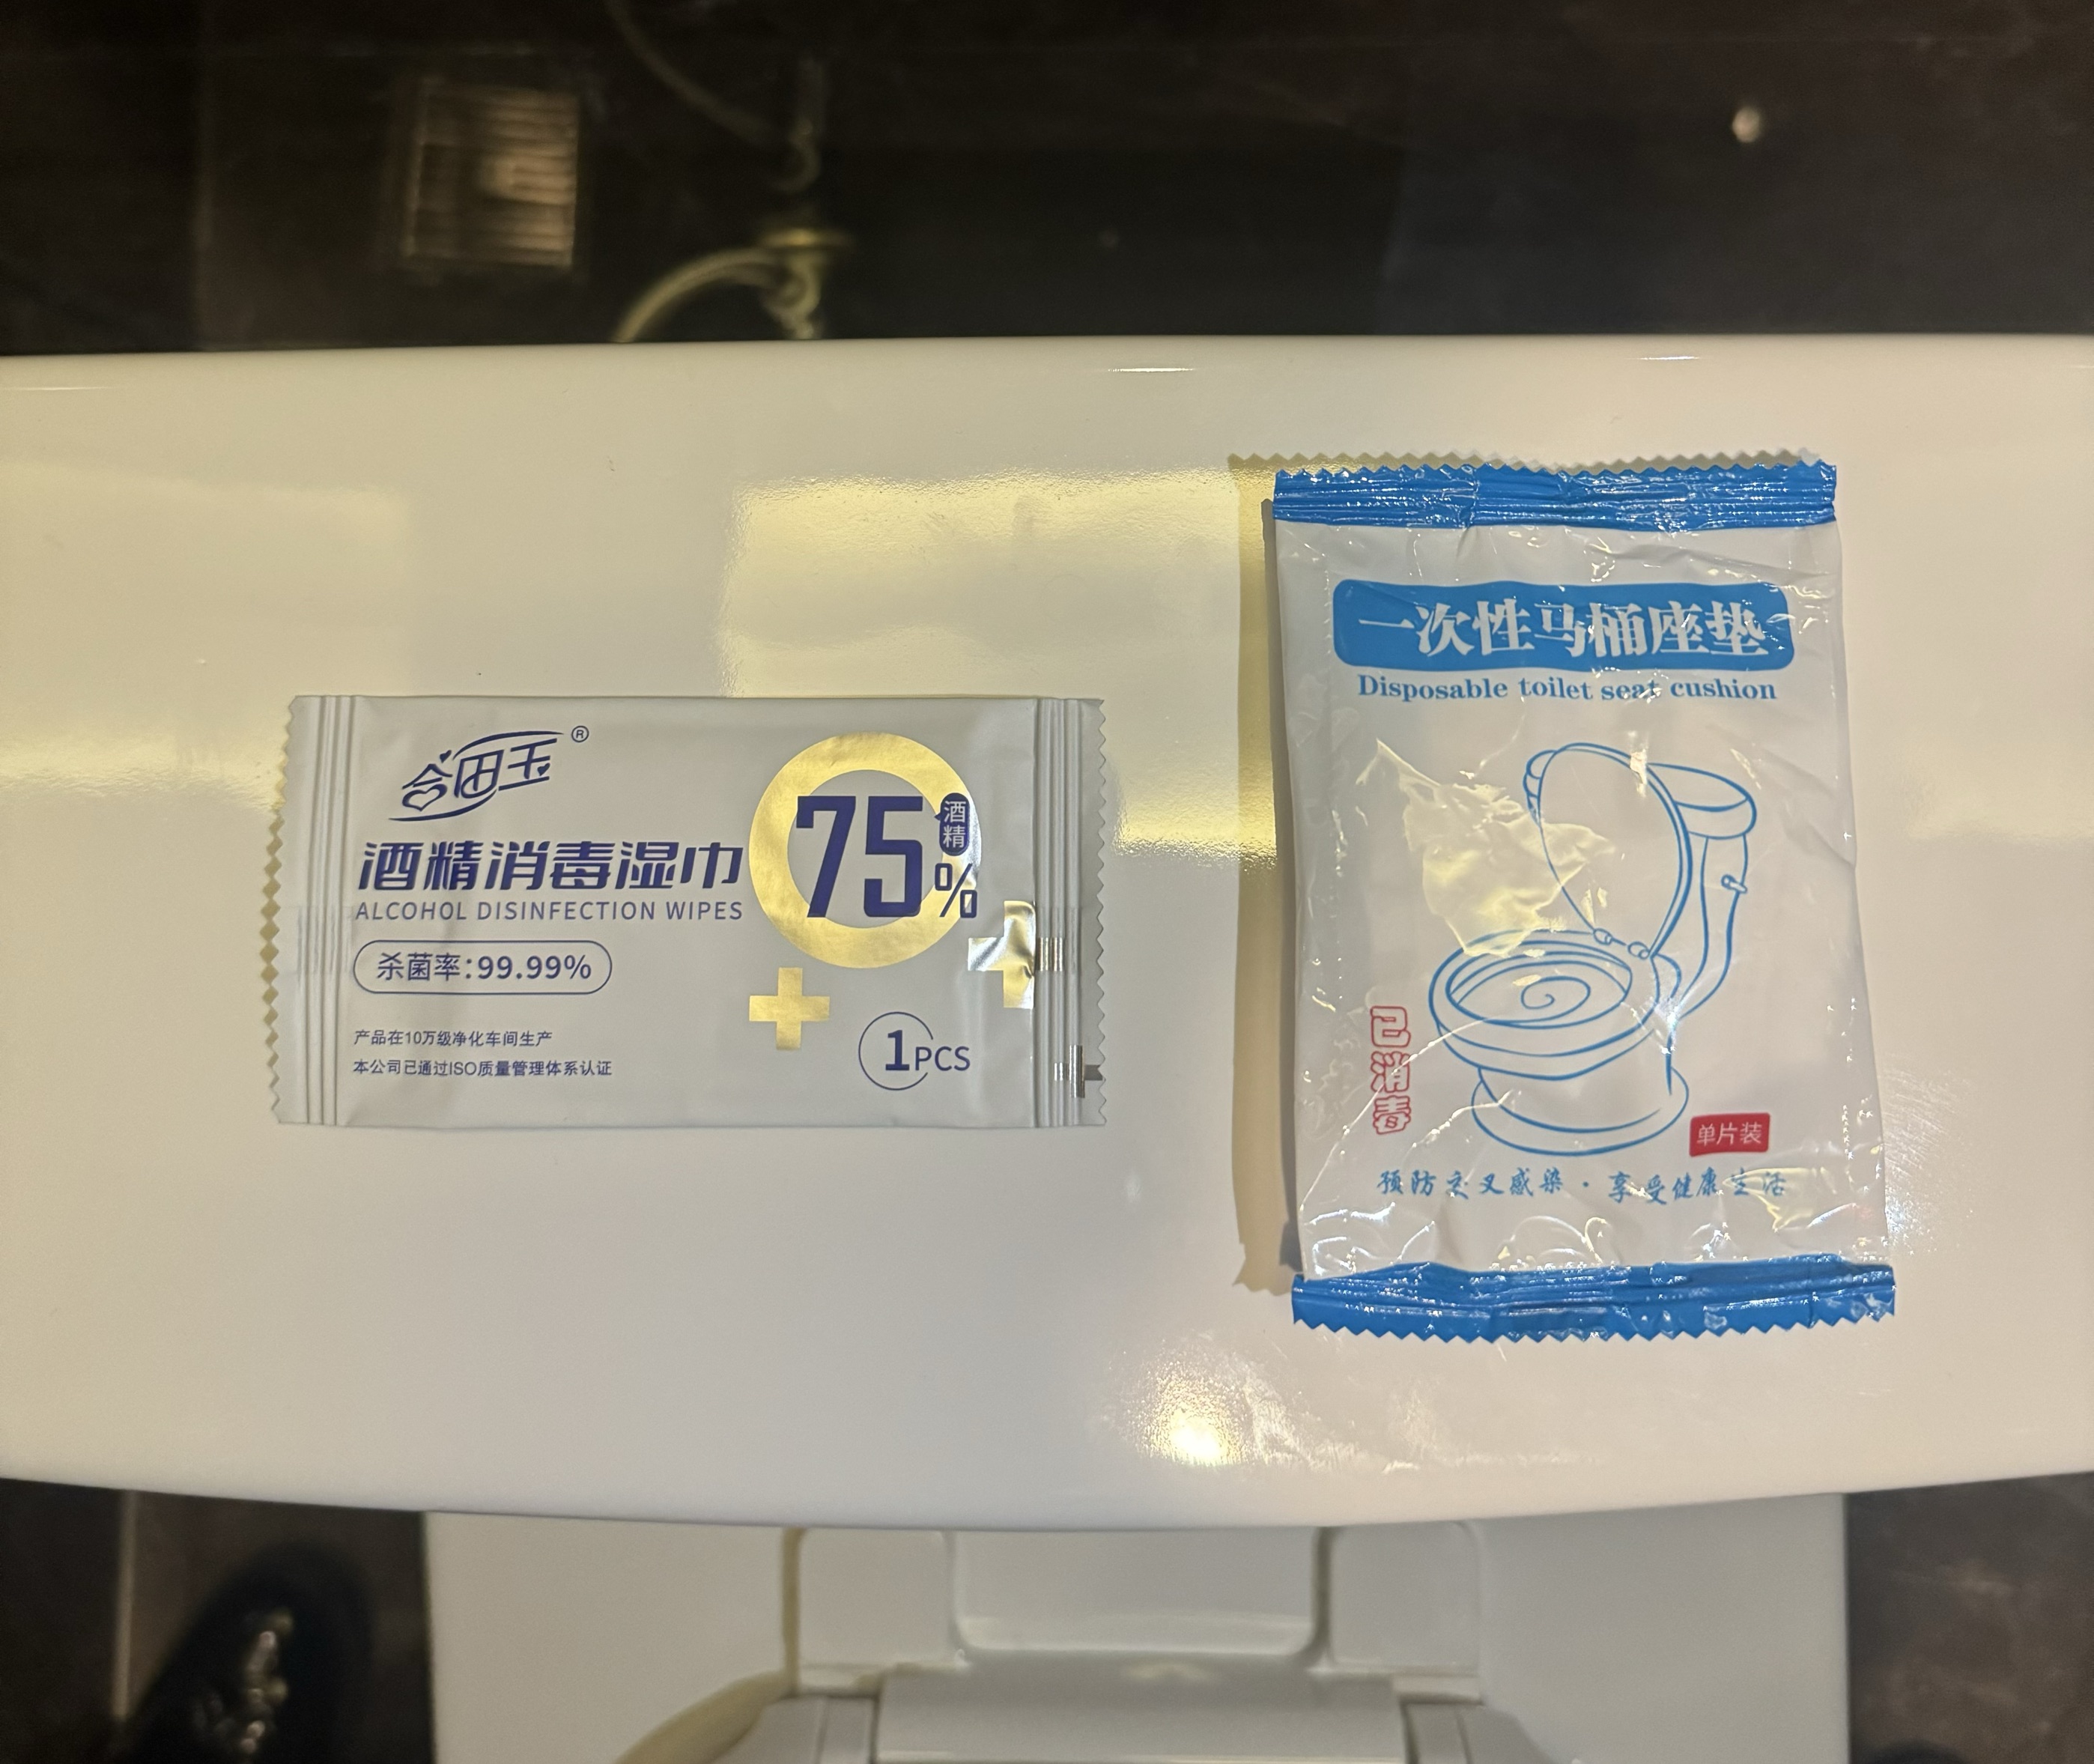 合田玉®
酒精消毒湿巾
ALCOHOL DISINFECTION WIPES
75%
酒精
杀菌率:99.99%
产品在10万级净化车间生产
本公司已通过ISO质量管理体系认证
1PCS
一次性马桶座垫
Disposable toilet seat cushion
已消毒
单片装
预防交叉感染·享受健康生活